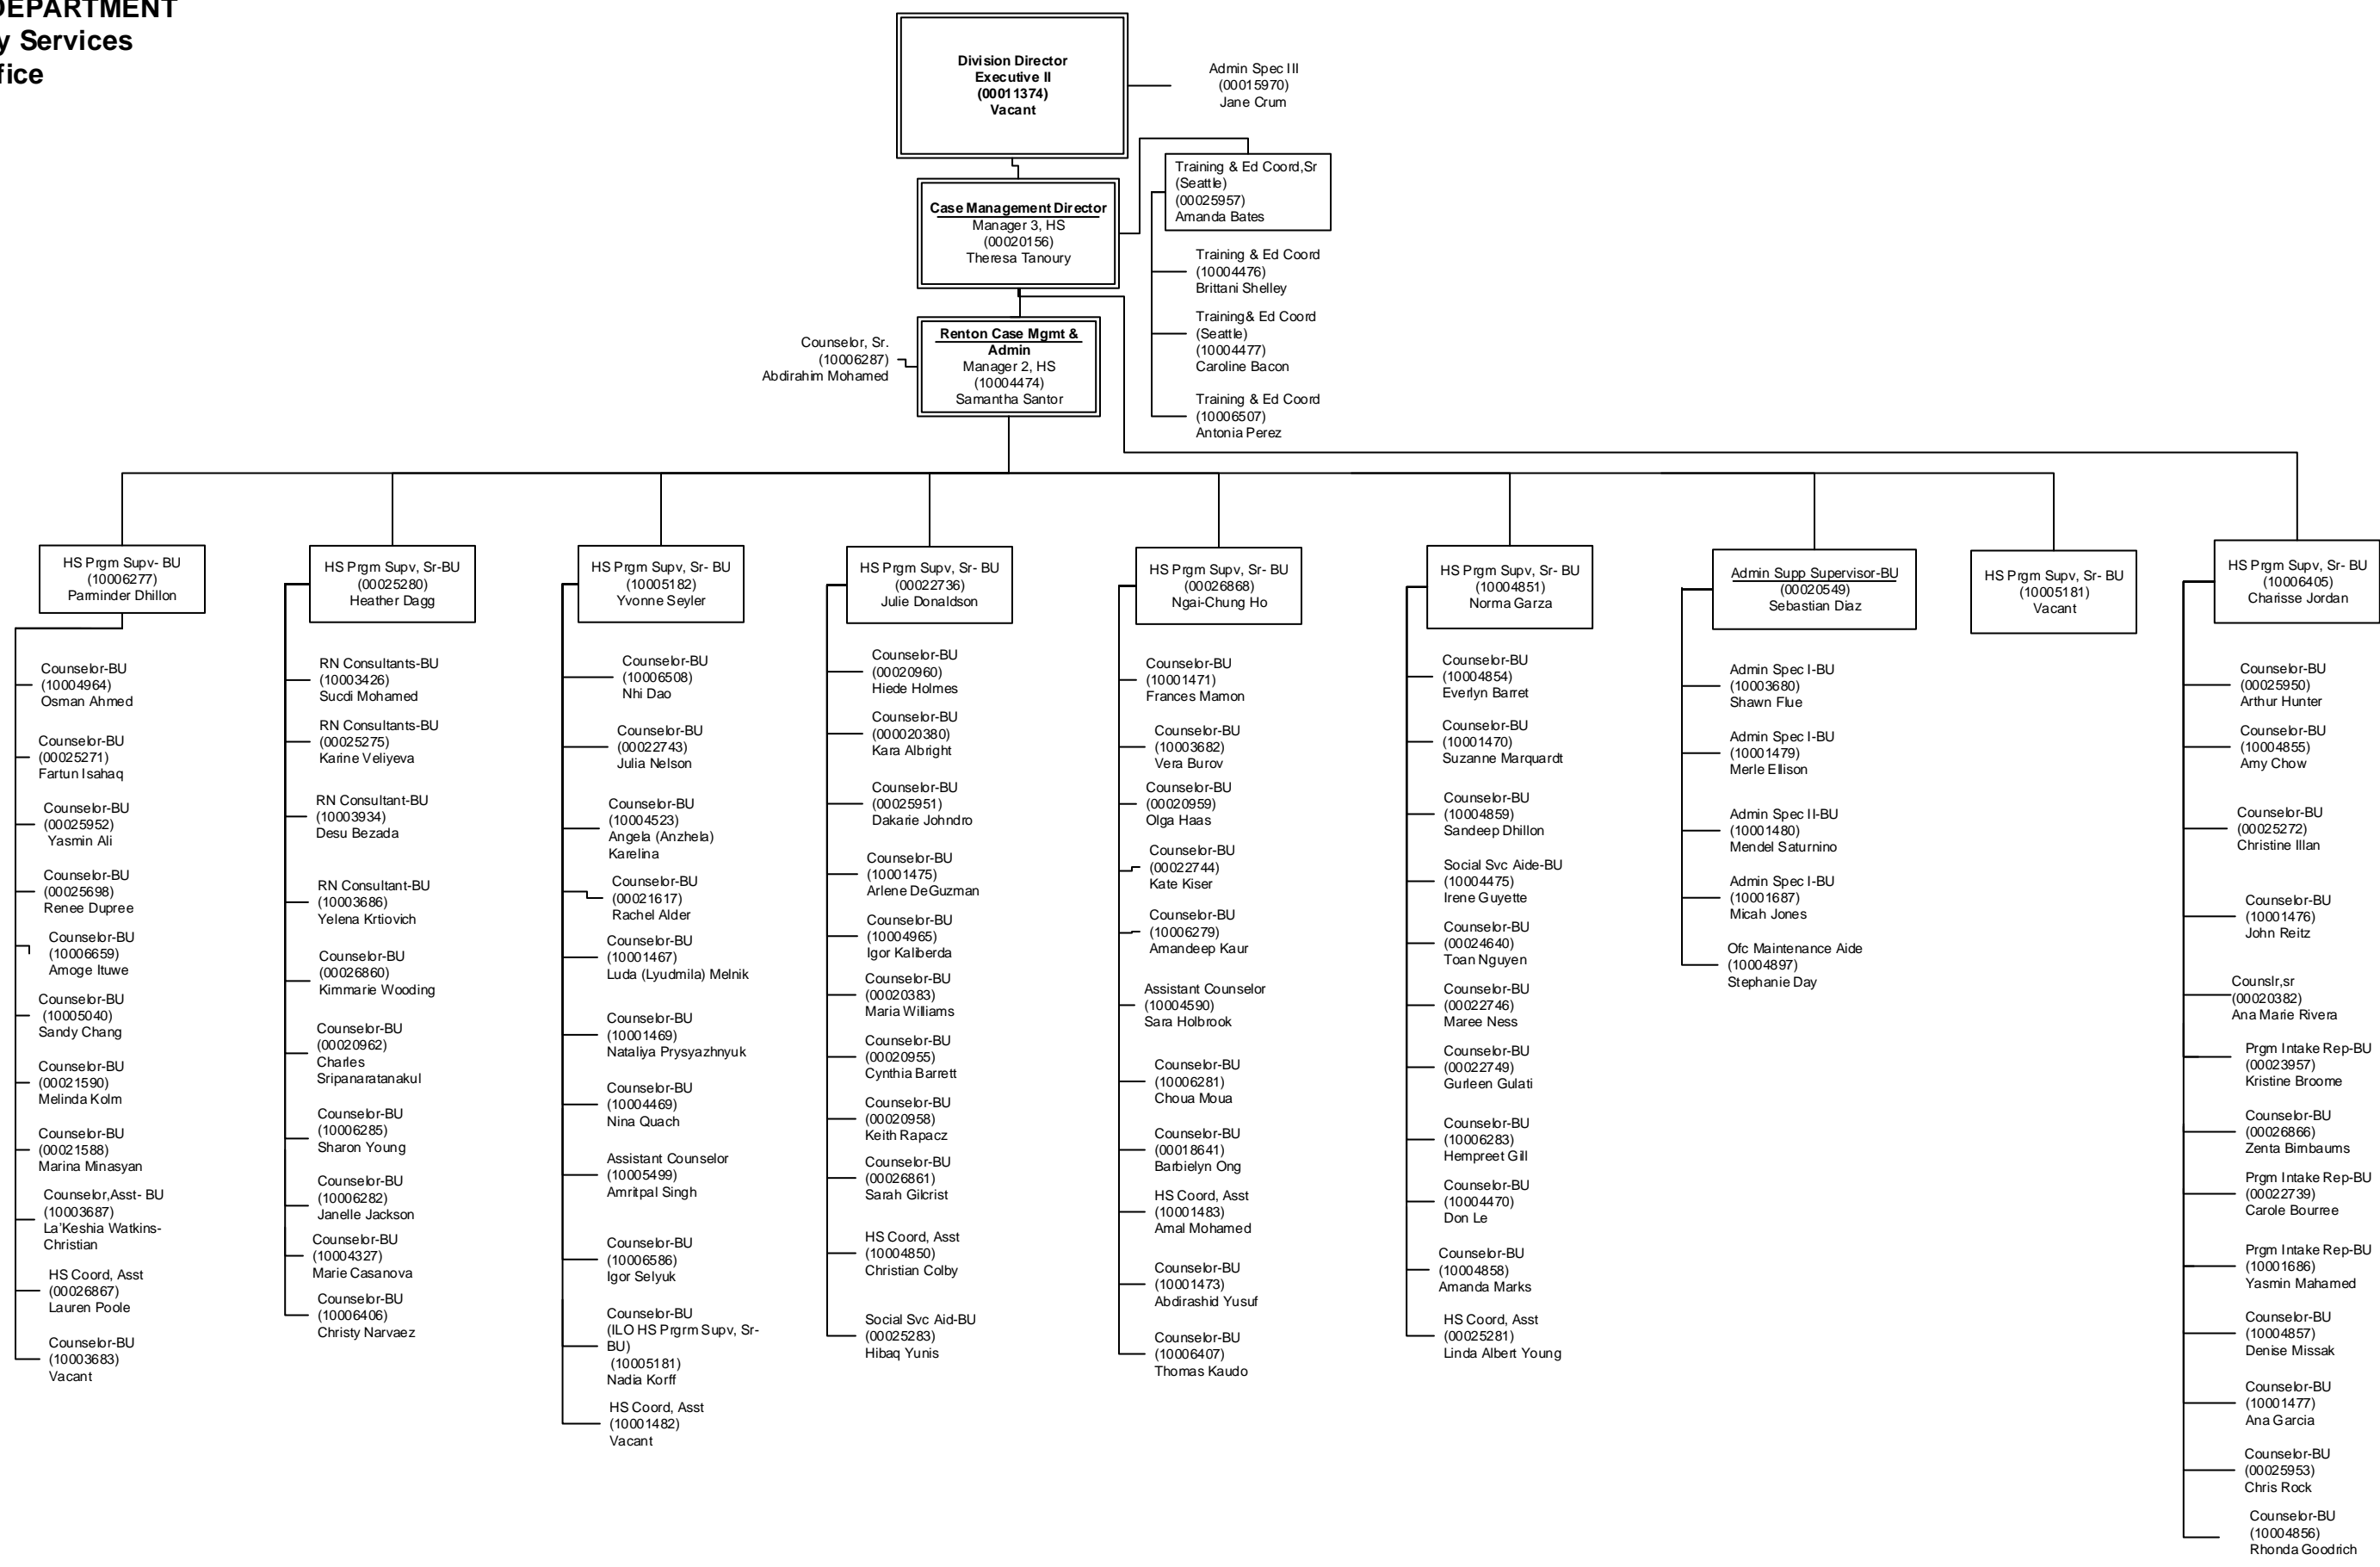 DEPARTMENT
y Services
fice
Division Director
Executive II
(00011374)
Vacant
Admin Spec III
(00015970)
Jane Crum
Training & Ed Coord,Sr
(Seattle)
(00025957)
Amanda Bates
Case Management Director
Manager 3, HS
(00020156)
Theresa Tanoury
Training & Ed Coord
(10004476)
Brittani Shelley
Training& Ed Coord
(Seattle)
(10004477)
Caroline Bacon
Training & Ed Coord
(10006507)
Antonia Perez
Counselor, Sr.
(10006287)
Abdirahim Mohamed
Renton Case Mgmt &
Admin
Manager 2, HS
(10004474)
Samantha Santor
HS Prgm Supv- BU
(10006277)
Parminder Dhillon
Counselor-BU
(10004964)
Osman Ahmed
Counselor-BU
(00025271)
Fartun Isahaq
Counselor-BU
(00025952)
Yasmin Ali
Counselor-BU
(00025698)
Renee Dupree
Counselor-BU
(10006659)
Amoge Ituwe
Counselor-BU
(10005040)
Sandy Chang
Counselor-BU
(00021590)
Melinda Kolm
Counselor-BU
(00021588)
Marina Minasyan
Counselor,Asst- BU
(10003687)
La'Keshia Watkins-
Christian
HS Coord, Asst
(00026867)
Lauren Poole
Counselor-BU
(10003683)
Vacant
HS Prgm Supv, Sr-BU
(00025280)
Heather Dagg
RN Consultants-BU
(10003426)
Sucdi Mohamed
RN Consultants-BU
(00025275)
Karine Veliyeva
RN Consultant-BU
(10003934)
Desu Bezada
RN Consultant-BU
(10003686)
Yelena Krtiovich
Counselor-BU
(00026860)
Kimmarie Wooding
Counselor-BU
(00020962)
Charles
Sripanaratanakul
Counselor-BU
(10006285)
Sharon Young
Counselor-BU
(10006282)
Janelle Jackson
Counselor-BU
(10004327)
Marie Casanova
Counselor-BU
(10006406)
Christy Narvaez
HS Prgm Supv, Sr- BU
(10005182)
Yvonne Seyler
Counselor-BU
(10006508)
Nhi Dao
Counselor-BU
(00022743)
Julia Nelson
Counselor-BU
(10004523)
Angela (Anzhela)
Karelina
Counselor-BU
(00021617)
Rachel Alder
Counselor-BU
(10001467)
Luda (Lyudmila) Melnik
Counselor-BU
(10001469)
Nataliya Prysyazhnyuk
Counselor-BU
(10004469)
Nina Quach
Assistant Counselor
(10005499)
Amritpal Singh
Counselor-BU
(10006586)
Igor Selyuk
Counselor-BU
(ILO HS Prgrm Supv, Sr-
BU)
(10005181)
Nadia Korff
HS Coord, Asst
(10001482)
Vacant
HS Prgm Supv, Sr- BU
(00022736)
Julie Donaldson
Counselor-BU
(00020960)
Hiede Holmes
Counselor-BU
(000020380)
Kara Albright
Counselor-BU
(00025951)
Dakarie Johndro
Counselor-BU
(10001475)
Arlene DeGuzman
Counselor-BU
(10004965)
Igor Kaliberda
Counselor-BU
(00020383)
Maria Williams
Counselor-BU
(00020955)
Cynthia Barrett
Counselor-BU
(00020958)
Keith Rapacz
Counselor-BU
(00026861)
Sarah Gilcrist
HS Coord, Asst
(10004850)
Christian Colby
Social Svc Aid-BU
(00025283)
Hibaq Yunis
HS Prgm Supv, Sr- BU
(00026868)
Ngai-Chung Ho
Counselor-BU
(10001471)
Frances Mamon
Counselor-BU
(10003682)
Vera Burov
Counselor-BU
(00020959)
Olga Haas
Counselor-BU
(00022744)
Kate Kiser
Counselor-BU
(10006279)
Amandeep Kaur
Assistant Counselor
(10004590)
Sara Holbrook
Counselor-BU
(10006281)
Choua Moua
Counselor-BU
(00018641)
Barbielyn Ong
HS Coord, Asst
(10001483)
Amal Mohamed
Counselor-BU
(10001473)
Abdirashid Yusuf
Counselor-BU
(10006407)
Thomas Kaudo
HS Prgm Supv, Sr- BU
(10004851)
Norma Garza
Counselor-BU
(10004854)
Everlyn Barret
Counselor-BU
(10001470)
Suzanne Marquardt
Counselor-BU
(10004859)
Sandeep Dhillon
Social Svc Aide-BU
(10004475)
Irene Guyette
Counselor-BU
(00024640)
Toan Nguyen
Counselor-BU
(00022746)
Maree Ness
Counselor-BU
(00022749)
Gurleen Gulati
Counselor-BU
(10006283)
Hempreet Gill
Counselor-BU
(10004470)
Don Le
Counselor-BU
(10004858)
Amanda Marks
HS Coord, Asst
(00025281)
Linda Albert Young
Admin Supp Supervisor-BU
(00020549)
Sebastian Diaz
Admin Spec I-BU
(10003680)
Shawn Flue
Admin Spec I-BU
(10001479)
Merle Ellison
Admin Spec II-BU
(10001480)
Mendel Saturnino
Admin Spec I-BU
(10001687)
Micah Jones
Ofc Maintenance Aide
(10004897)
Stephanie Day
HS Prgm Supv, Sr- BU
(10005181)
Vacant
HS Prgm Supv, Sr- BU
(10006405)
Charisse Jordan
Counselor-BU
(00025950)
Arthur Hunter
Counselor-BU
(10004855)
Amy Chow
Counselor-BU
(00025272)
Christine Illan
Counselor-BU
(10001476)
John Reitz
Counslr,sr
(00020382)
Ana Marie Rivera
Prgm Intake Rep-BU
(00023957)
Kristine Broome
Counselor-BU
(00026866)
Zenta Bimbaums
Prgm Intake Rep-BU
(00022739)
Carole Bourree
Prgm Intake Rep-BU
(10001686)
Yasmin Mahamed
Counselor-BU
(10004857)
Denise Missak
Counselor-BU
(10001477)
Ana Garcia
Counselor-BU
(00025953)
Chris Rock
Counselor-BU
(10004856)
Rhonda Goodrich